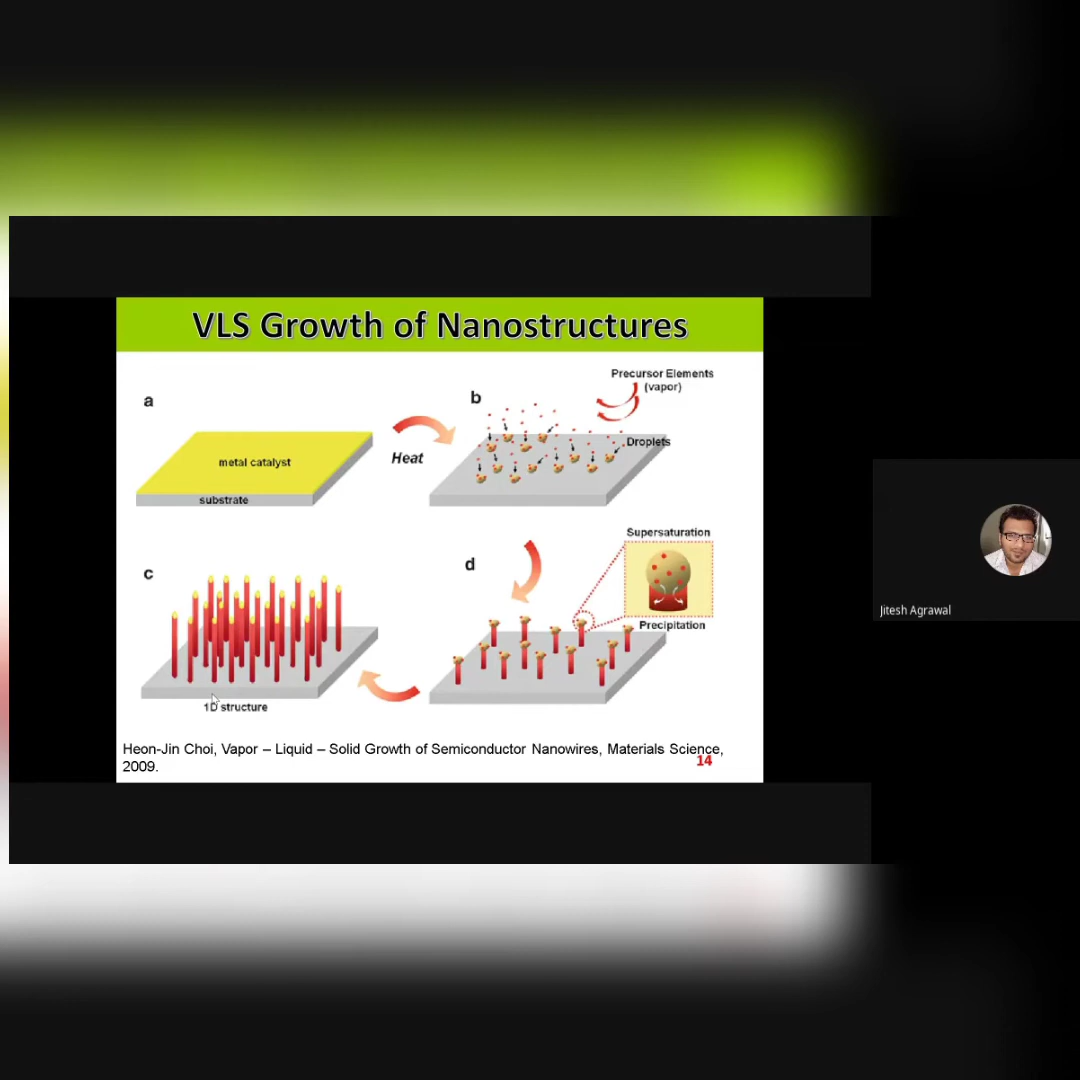 VLS Growth of Nanostructures
a
metal catalyst
substrate
Heat
b
Precursor Elements
(vapor)
Droplets
c
1D structure
d
Supersaturation
Precipitation
Heon-Jin Choi, Vapor – Liquid – Solid Growth of Semiconductor Nanowires, Materials Science,
2009.
14
Jitesh Agrawal